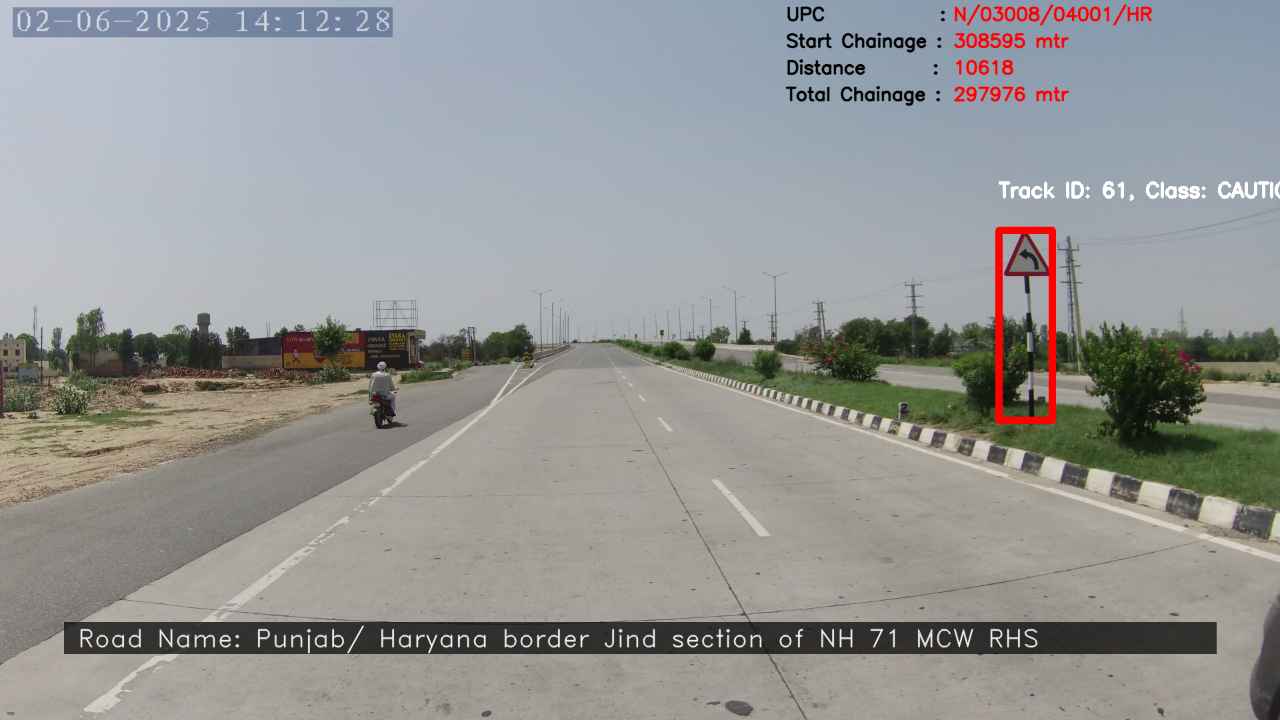 02-06-2025 14:12:28
UPC : N/03008/04001/HR
Start Chainage : 308595 mtr
Distance : 10618
Total Chainage : 297976 mtr
Track ID: 61, Class: CAUTIO
Road Name: Punjab/ Haryana border Jind section of NH 71 MCW RHS